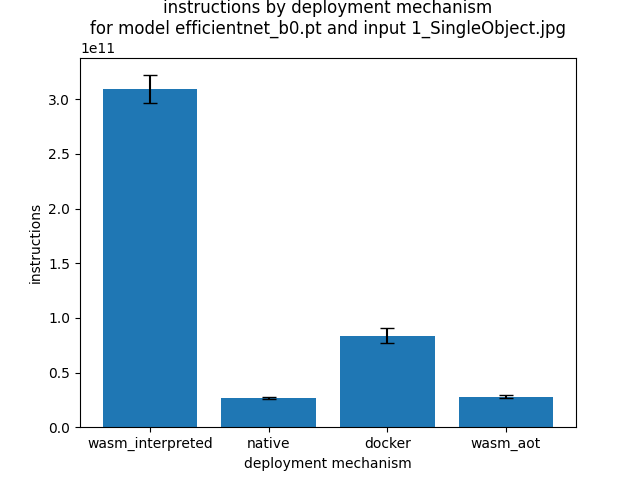 instructions by deployment mechanism
for model efficientnet_b0.pt and input 1_SingleObject.jpg
1e11
3.0
2.5
2.0
1.5
1.0
0.5
0.0
instructions
wasm_interpreted native docker wasm_aot
deployment mechanism